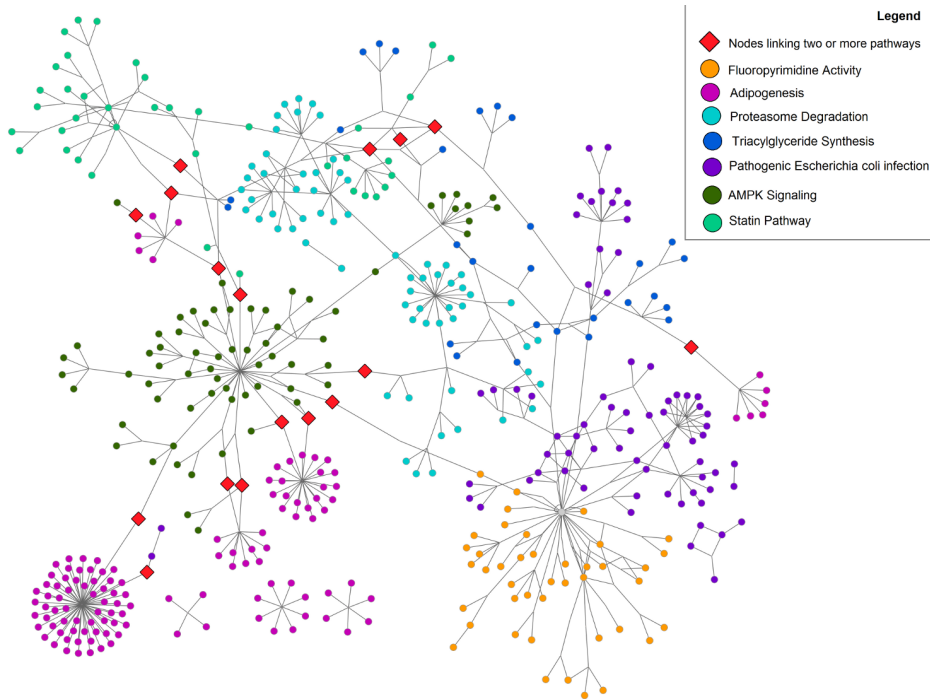 Legend
Nodes linking two or more pathways
Fluoropyrimidine Activity
Adipogenesis
Proteasome Degradation
Triacylglyceride Synthesis
Pathogenic Escherichia coli infection
AMPK Signaling
Statin Pathway